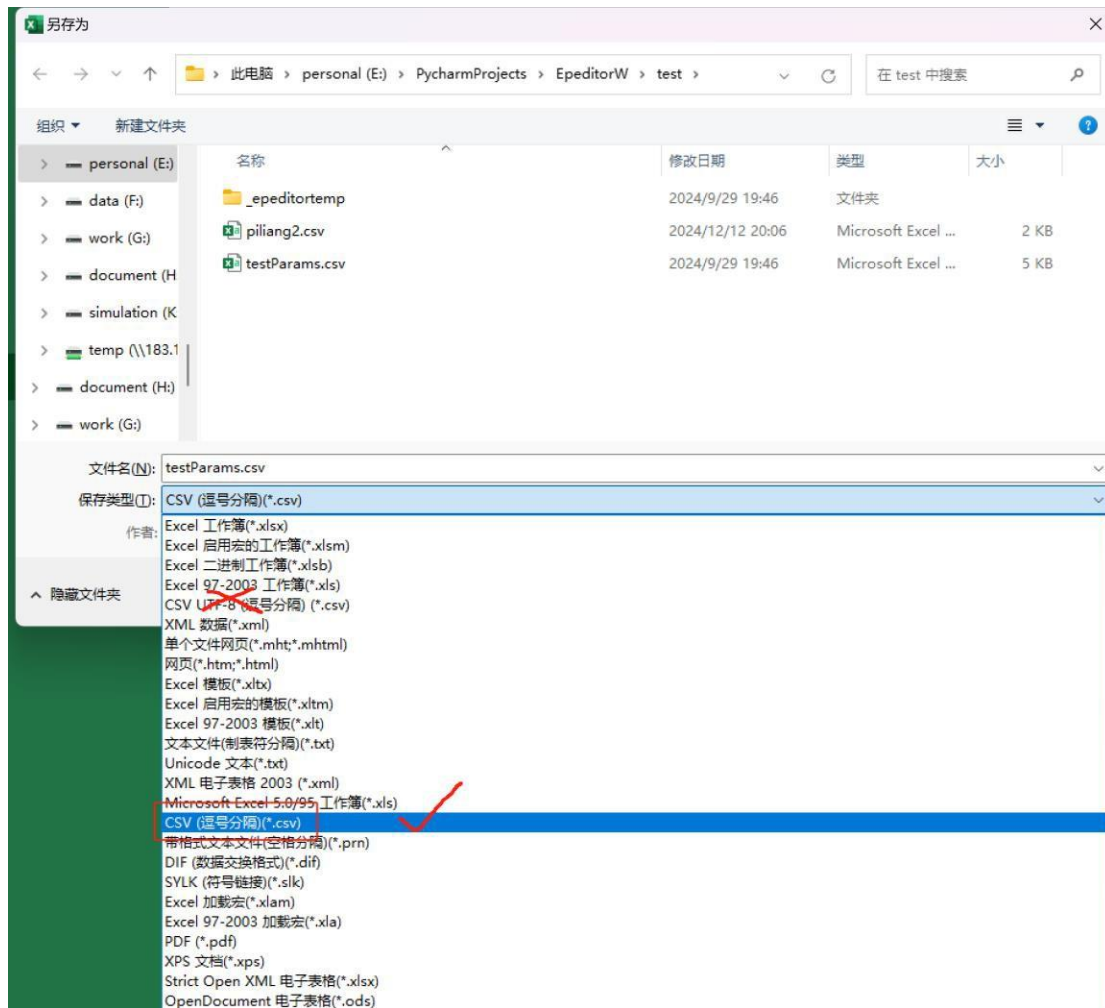 另存为
此电脑 > personal (E:) > PycharmProjects > EpeditorW > test >
在 test 中搜索
组织 新建文件夹
名称 修改日期 类型 大小
personal (E:)
data (F:)
work (G:)
document (H
simulation (K
temp (\\183.1
document (H:)
work (G:)
_epeditortemp 2024/9/29 19:46 文件夹
piliang2.csv 2024/12/12 20:06 Microsoft Excel ... 2 KB
testParams.csv 2024/9/29 19:46 Microsoft Excel ... 5 KB
文件名(N): testParams.csv
保存类型(T): CSV (逗号分隔)(*.csv)
作者:
隐藏文件夹
Excel 工作簿(*.xlsx)
Excel 启用宏的工作簿(*.xlsm)
Excel 二进制工作簿(*.xlsb)
Excel 97-2003 工作簿(*.xls)
CSV UTF-8 (逗号分隔) (*.csv)
XML 数据(*.xml)
单个文件网页(*.mht;*.mhtml)
网页(*.htm;*.html)
Excel 模板(*.xltx)
Excel 启用宏的模板(*.xltm)
Excel 97-2003 模板(*.xlt)
文本文件(制表符分隔)(*.txt)
Unicode 文本(*.txt)
XML 电子表格 2003 (*.xml)
Microsoft Excel 5.0/95 工作簿(*.xls)
CSV (逗号分隔)(*.csv)
带格式文本文件(空格分隔)(*.prn)
DIF (数据交换格式)(*.dif)
SYLK (符号链接)(*.slk)
Excel 加载宏(*.xlam)
Excel 97-2003 加载宏(*.xla)
PDF (*.pdf)
XPS 文档(*.xps)
Strict Open XML 电子表格(*.xlsx)
OpenDocument 电子表格(*.ods)